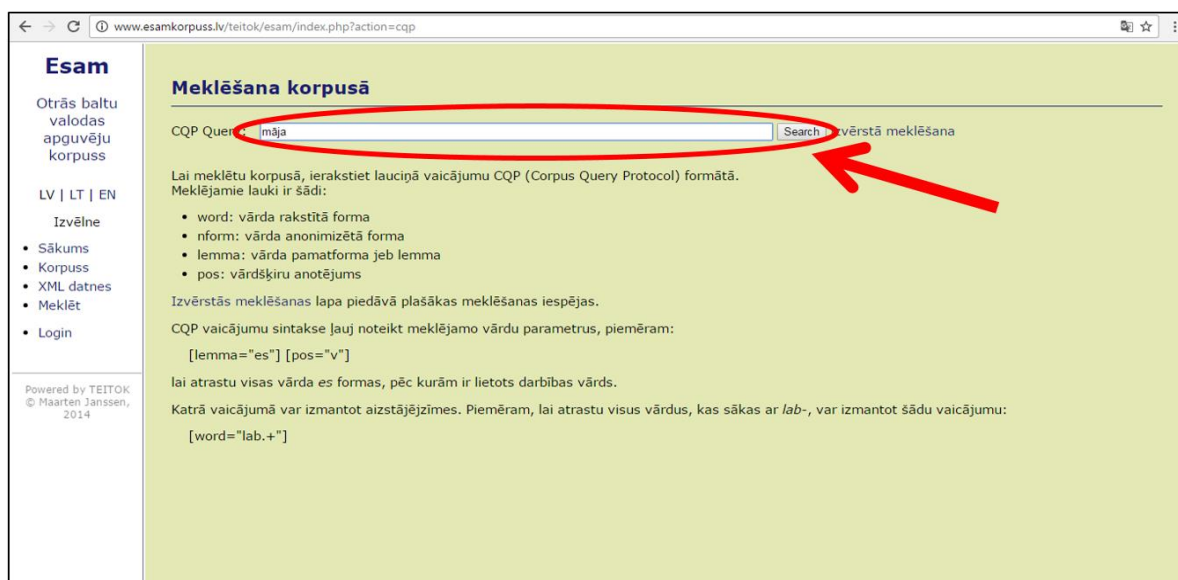 www.esamkorpuss.lv/teitok/esam/index.php?action=cqp
Esam
Otrās baltu
valodas
apguvēju
korpuss
LV | LT | EN
Izvēlne
• Sākums
• Korpuss
• XML datnes
• Meklēt
• Login
Powered by TEITOK
© Maarten Janssen,
2014
Meklēšana korpusā
CQP Query: māja Search Izvērstā meklēšana
Lai meklētu korpusā, ierakstiet lauciņā vaicājumu CQP (Corpus Query Protocol) formātā.
Meklējamie lauki ir šādi:
• word: vārda rakstītā forma
• nform: vārda anonimizētā forma
• lemma: vārda pamatforma jeb lemma
• pos: vārdšķiru anotējums
Izvērstās meklēšanas lapa piedāvā plašākas meklēšanas iespējas.
CQP vaicājumu sintakse ļauj noteikt meklējamo vārdu parametrus, piemēram:
[lemma="es"] [pos="v"]
lai atrastu visas vārda es formas, pēc kurām ir lietots darbības vārds.
Katrā vaicājumā var izmantot aizstājējzīmes. Piemēram, lai atrastu visus vārdus, kas sākas ar lab-, var izmantot šādu vaicājumu:
[word="lab.+"]